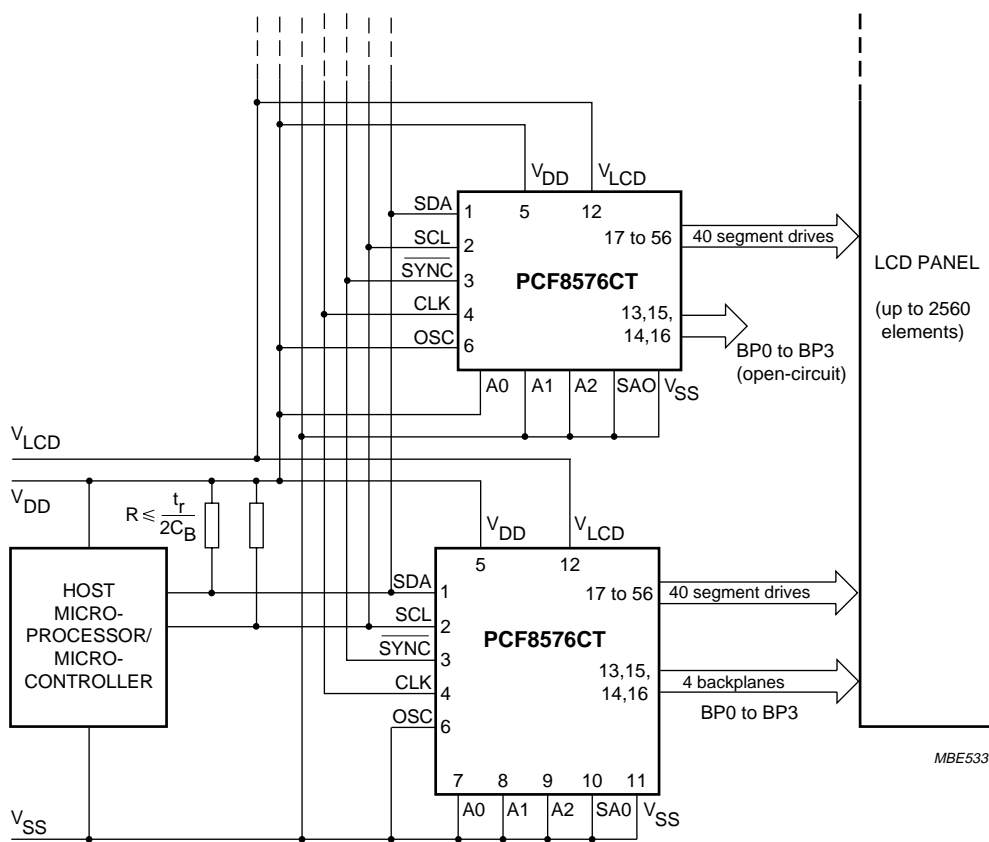 VDD
VLCD
SDA
1
5
12
SCL
2
17 to 56
40 segment drives
SYNC
3
PCF8576CT
CLK
4
13,15,
14,16
OSC
6
BP0 to BP3
(open-circuit)
A0
A1
A2
SAO
VSS
LCD PANEL
(up to 2560
elements)
VLCD
VDD
R ≤ tr
2CB
VDD
VLCD
HOST
MICRO-
PROCESSOR/
MICRO-
CONTROLLER
SDA
1
5
12
17 to 56
40 segment drives
SCL
2
SYNC
3
PCF8576CT
CLK
4
13,15,
14,16
4 backplanes
BP0 to BP3
OSC
6
7
8
9
10
11
A0
A1
A2
SA0
VSS
VSS
MBE533